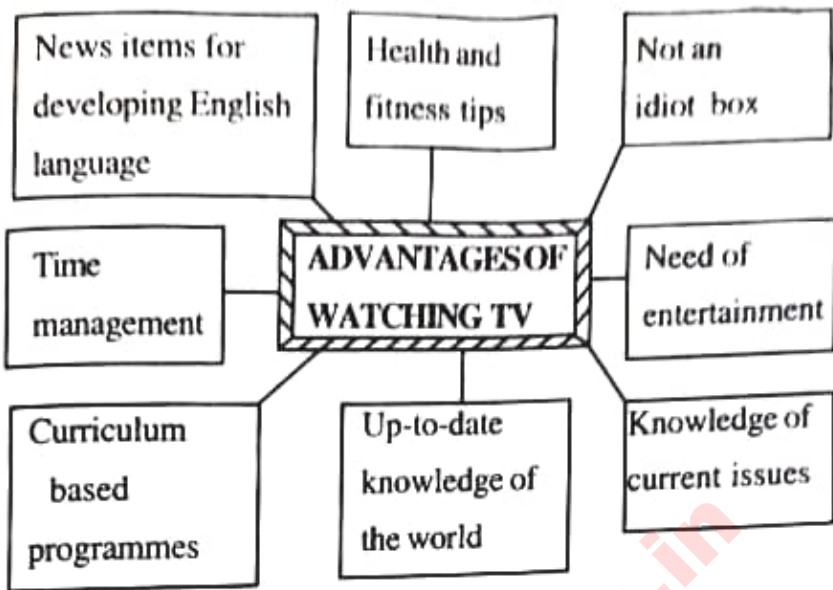 News items for
developing English
language
Health and
fitness tips
Not an
idiot box
Time
management
ADVANTAGES OF
WATCHING TV
Need of
entertainment
Curriculum
based
programmes
Up-to-date
knowledge of
the world
Knowledge of
current issues
.in